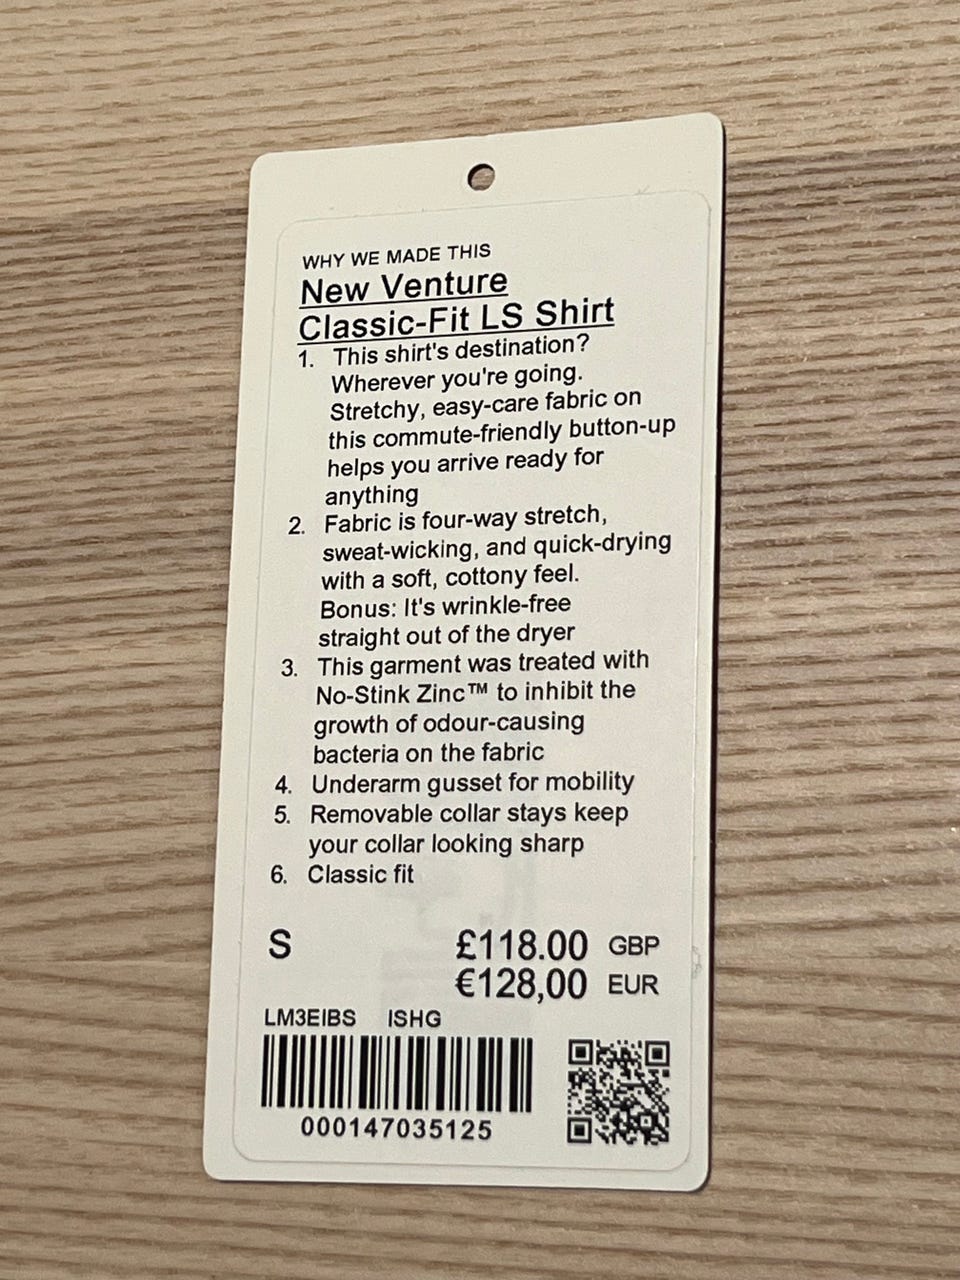 WHY WE MADE THIS
New Venture
Classic-Fit LS Shirt
1. This shirt's destination?
Wherever you're going.
Stretchy, easy-care fabric on
this commute-friendly button-up
helps you arrive ready for
anything
2. Fabric is four-way stretch,
sweat-wicking, and quick-drying
with a soft, cottony feel.
Bonus: It's wrinkle-free
straight out of the dryer
3. This garment was treated with
No-Stink Zinc™ to inhibit the
growth of odour-causing
bacteria on the fabric
4. Underarm gusset for mobility
5. Removable collar stays keep
your collar looking sharp
6. Classic fit
S £118.00 GBP
€128,00 EUR
LM3EIBS ISHG
000147035125